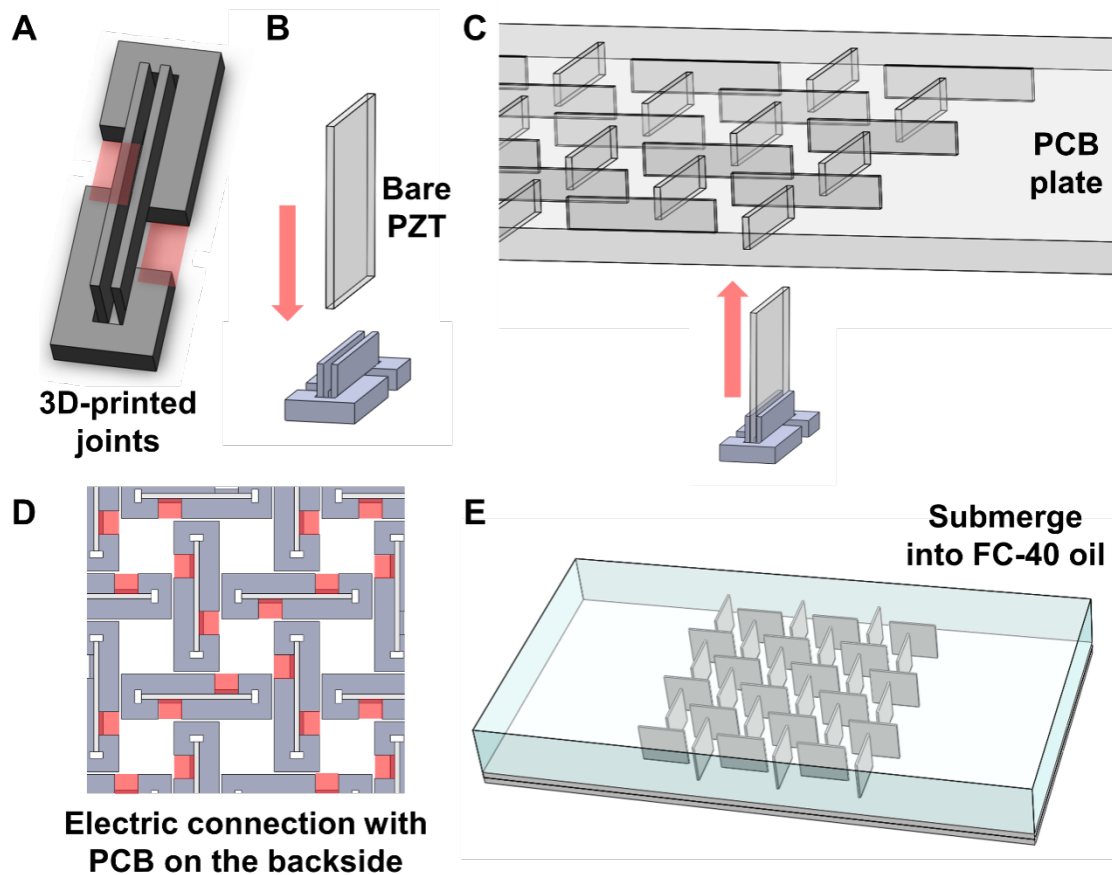 A
3D-printed
joints
B
Bare
PZT
C
PCB
plate
D
Electric connection with
PCB on the backside
E
Submerge
into FC-40 oil